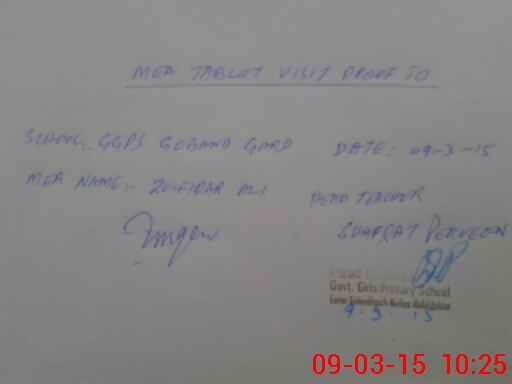 MEA TABLET VISIT PROOF TO
SCHOOL:- GGPS GOBAND GARD
DATE: 09-3-15
MEA NAME:- ZULFIQAR ALI
HEAD TEACHER
SHAFQAT PERVEEN
Head
Govt. Girls Primary School
9.3.15
09-03-15 10:25